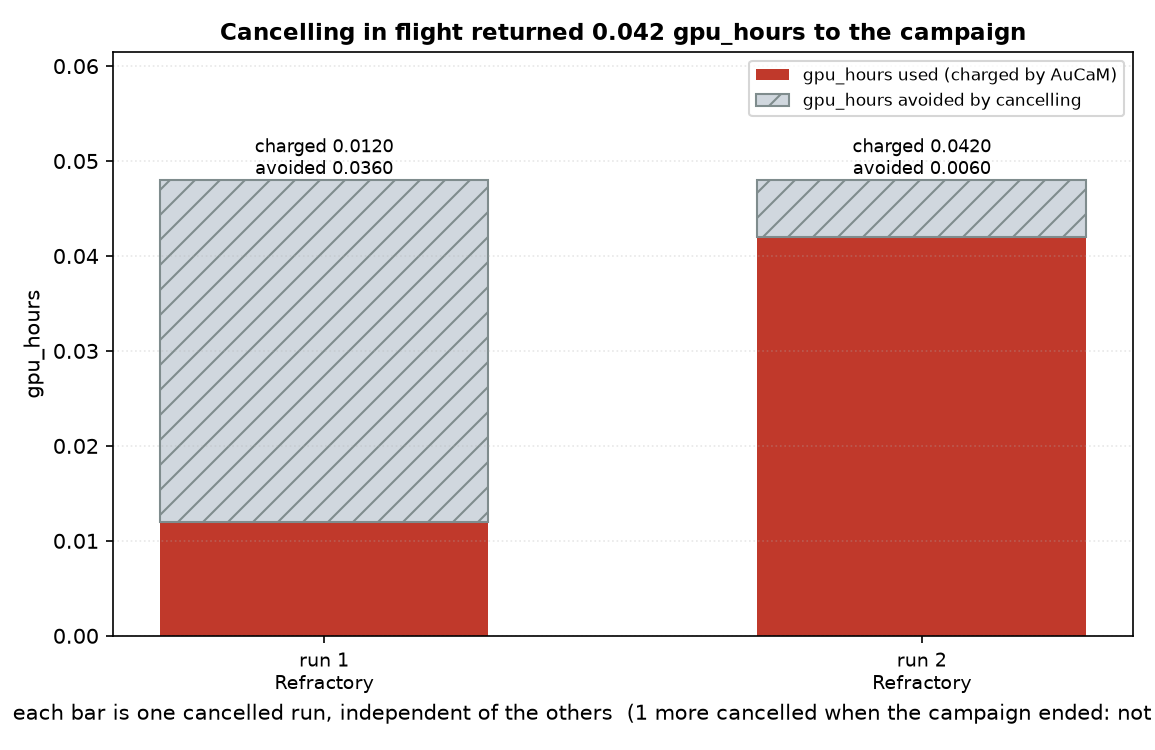 Cancelling in flight returned 0.042 gpu_hours to the campaign
gpu_hours used (charged by AuCaM)
gpu_hours avoided by cancelling
gpu_hours
0.06
0.05
0.04
0.03
0.02
0.01
0.00
charged 0.0120
avoided 0.0360
charged 0.0420
avoided 0.0060
run 1
Refractory
run 2
Refractory
each bar is one cancelled run, independent of the others (1 more cancelled when the campaign ended: not